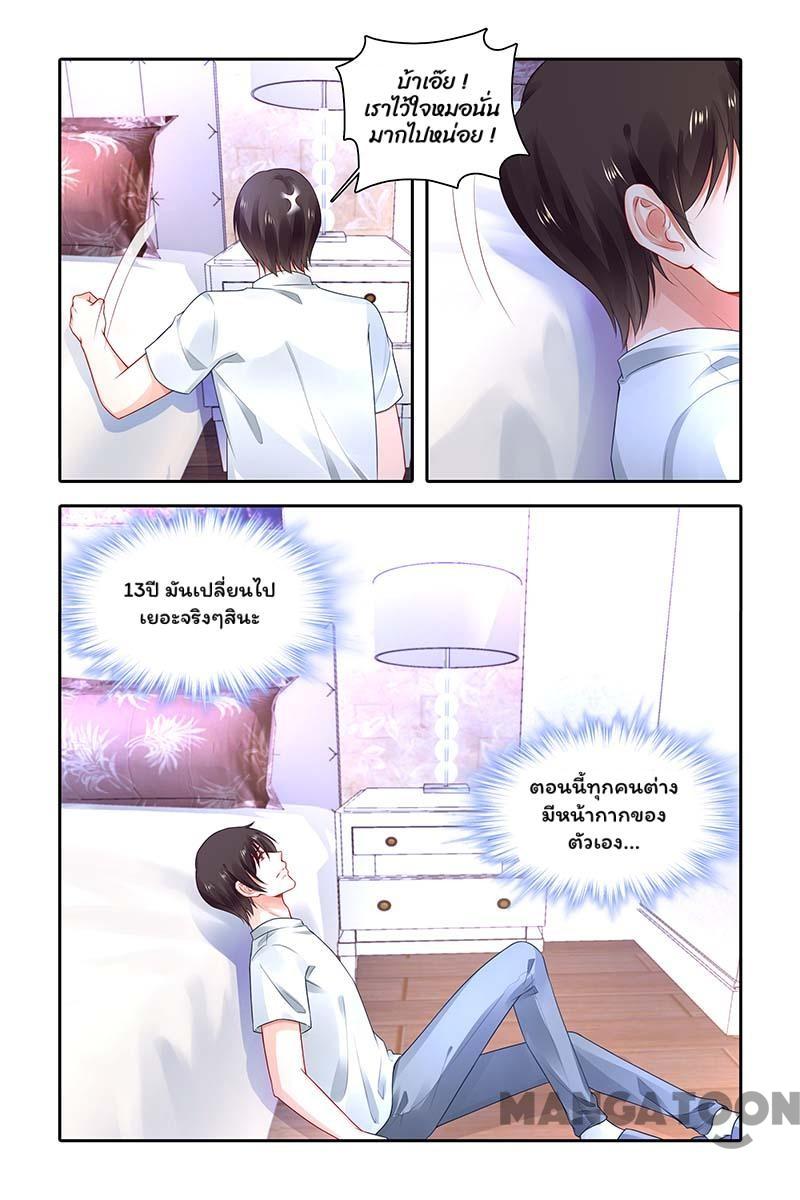 บ้าเอ๊ย !
เราไว้ใจหมอนั่น
มากไปหน่อย !
13ปี มันเปลี่ยนไป
เยอะจริงๆสินะ
ตอนนี้ทุกคนต่าง
มีหน้ากากของ
ตัวเอง...
MANGATOON